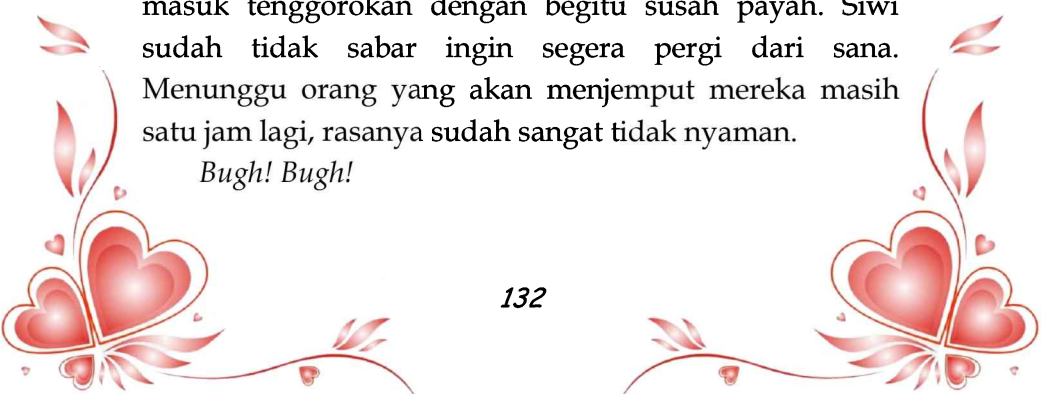 masuk tenggorokan dengan begitu susah payah. Siwi
sudah tidak sabar ingin segera pergi dari sana.
Menunggu orang yang akan menjemput mereka masih
satu jam lagi, rasanya sudah sangat tidak nyaman.
Bugh! Bugh!
132